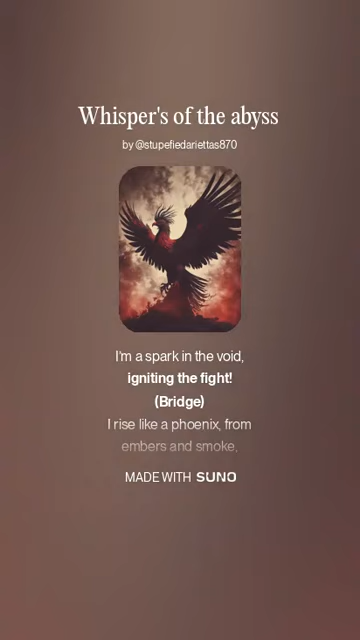 Whisper's of the abyss
by @stupefiedariettas870
I'm a spark in the void,
igniting the fight!
(Bridge)
I rise like a phoenix, from
embers and smoke,
MADE WITH SUNO